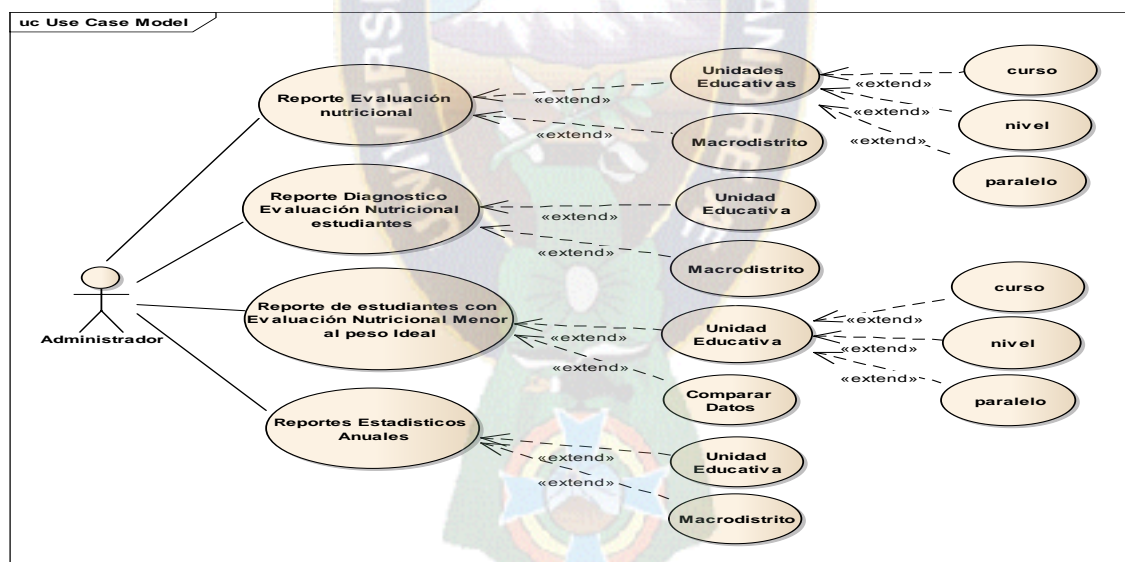 uc Use Case Model
Reporte Evaluación
nutricional
Unidades
Educativas
curso
«extend»
«extend»
«extend»
nivel
«extend»
Macrodistrito
«extend»
paralelo
Reporte Diagnostico
Evaluación Nutricional
estudiantes
Unidad
Educativa
«extend»
«extend»
Macrodistrito
Administrador
Reporte de estudiantes con
Evaluación Nutricional Menor
al peso Ideal
Unidad
Educativa
curso
«extend»
«extend»
«extend»
nivel
«extend»
Comparar
Datos
«extend»
paralelo
Reportes Estadisticos
Anuales
Unidad
Educativa
«extend»
«extend»
Macrodistrito
UNIVERS
ANDRE